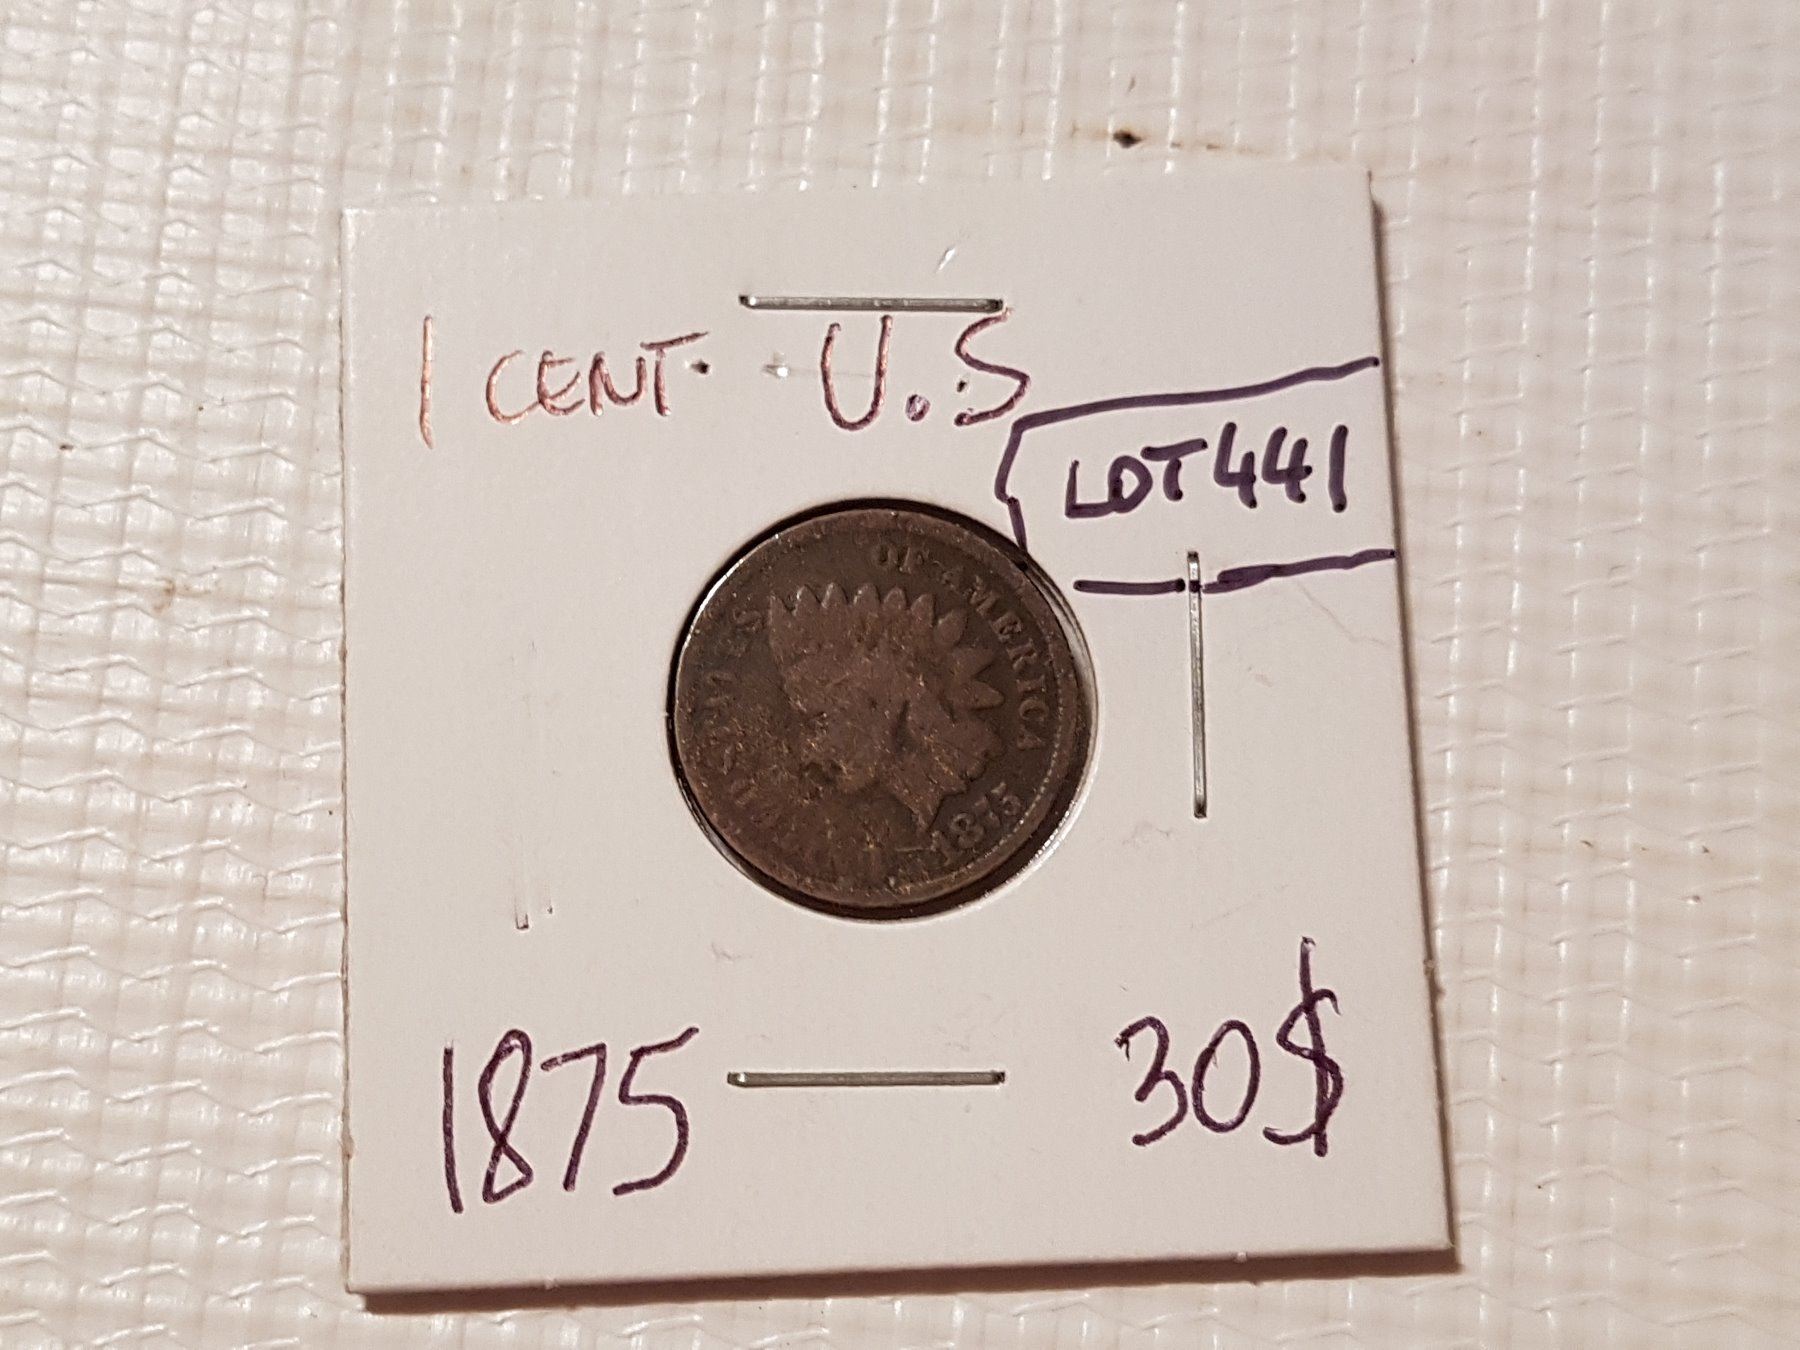 1 CENT. U.S
LOT 441
OF AMERICA
1875
1875
30$